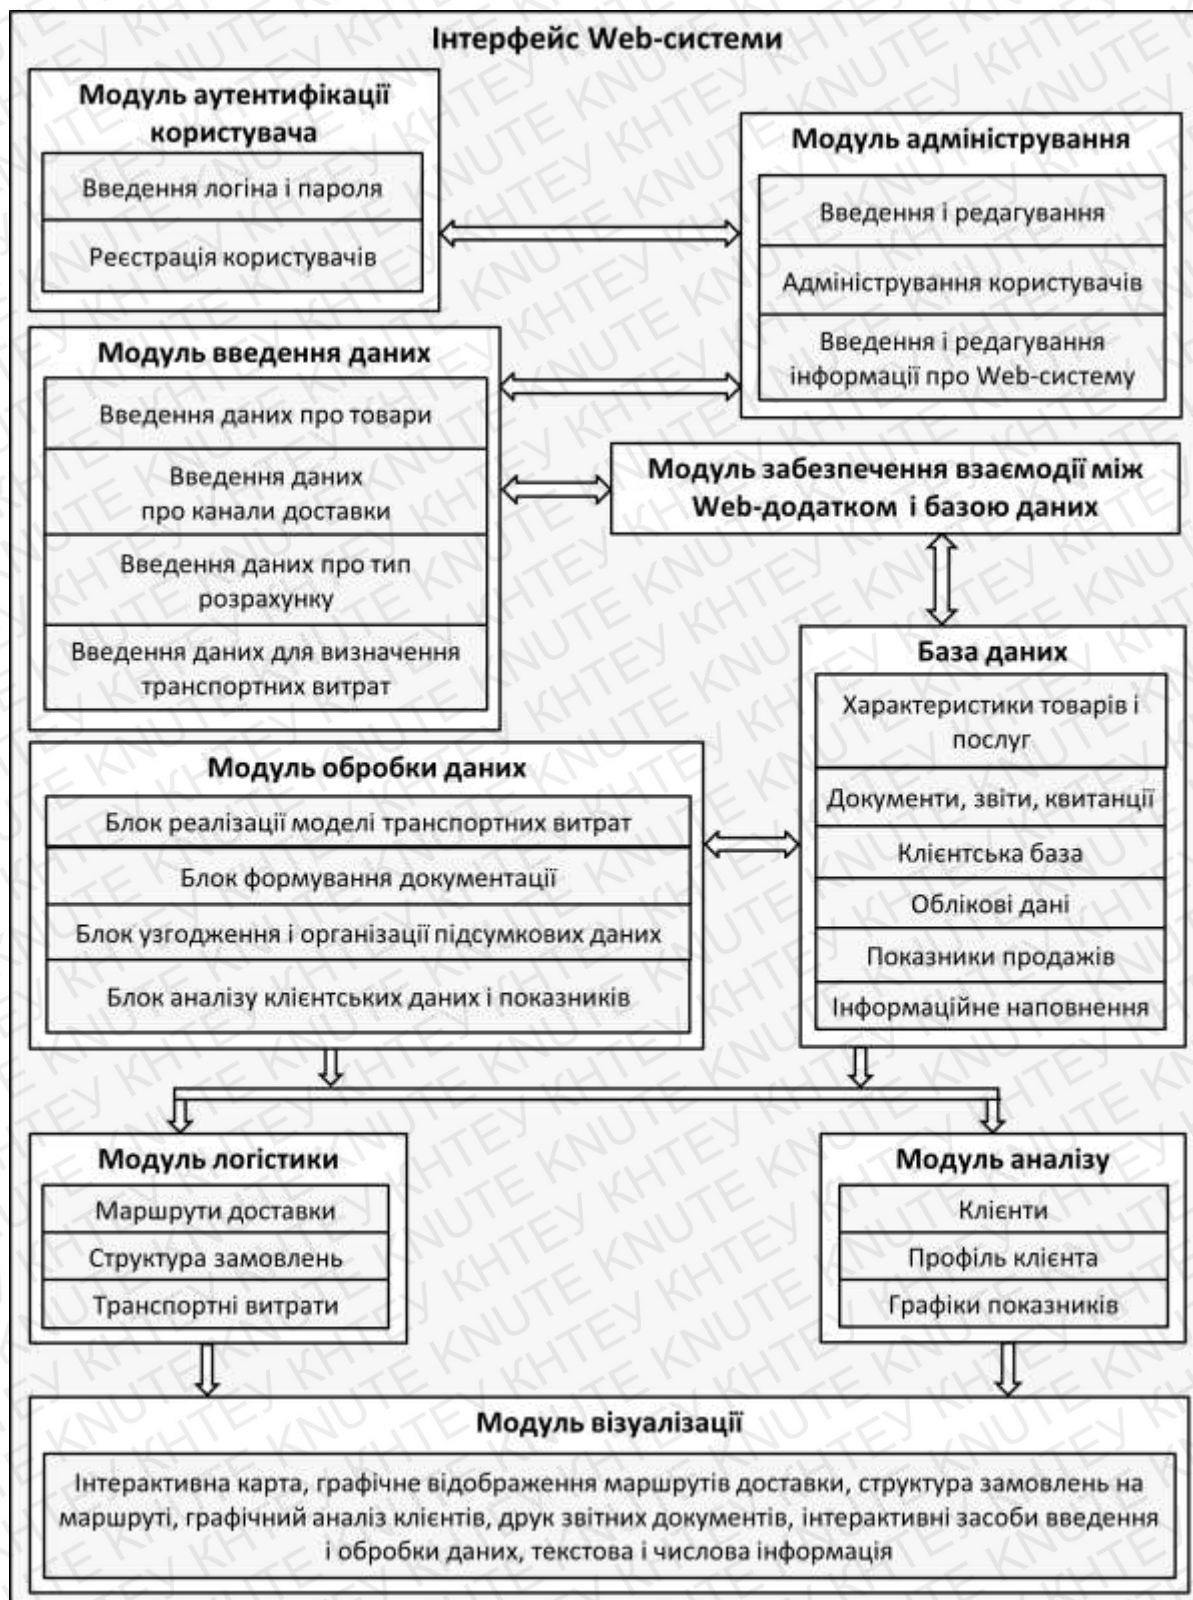 Інтерфейс Web-системи
Модуль аутентифікації
користувача
Введення логіна і пароля
Реєстрація користувачів
Модуль адміністрування
Введення і редагування
Адміністрування користувачів
Введення і редагування
інформації про Web-систему
Модуль введення даних
Введення даних про товари
Введення даних
про канали доставки
Введення даних про тип
розрахунку
Введення даних для визначення
транспортних витрат
Модуль забезпечення взаємодії між
Web-додатком і базою даних
База даних
Характеристики товарів і
послуг
Документи, звіти, квитанції
Клієнтська база
Облікові дані
Показники продажів
Інформаційне наповнення
Модуль обробки даних
Блок реалізації моделі транспортних витрат
Блок формування документації
Блок узгодження і організації підсумкових даних
Блок аналізу клієнтських даних і показників
Модуль логістики
Маршрути доставки
Структура замовлень
Транспортні витрати
Модуль аналізу
Клієнти
Профіль клієнта
Графіки показників
Модуль візуалізації
Інтерактивна карта, графічне відображення маршрутів доставки, структура замовлень на
маршруті, графічний аналіз клієнтів, друк звітних документів, інтерактивні засоби введення
і обробки даних, текстова і числова інформація